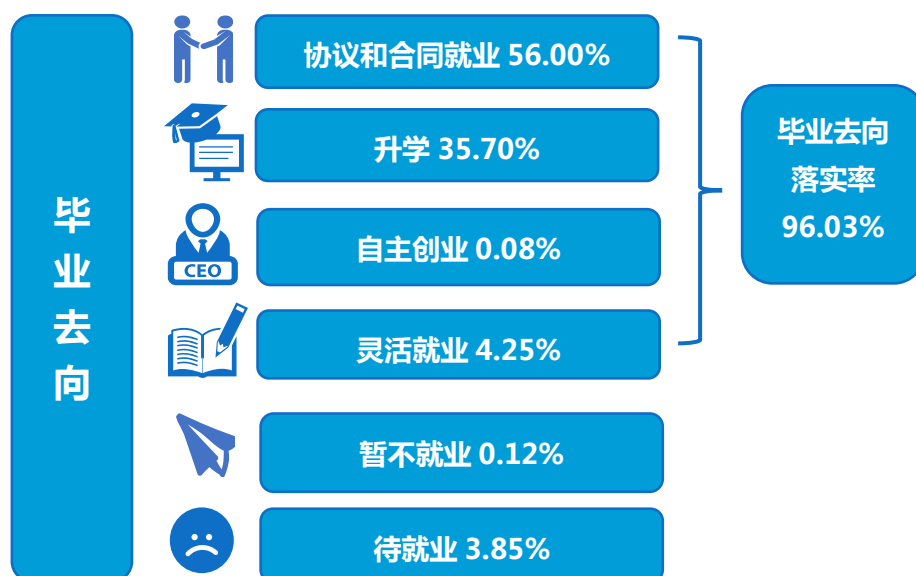 毕业去向
协议和合同就业 56.00%
升学 35.70%
CEO
自主创业 0.08%
灵活就业 4.25%
暂不就业 0.12%
待就业 3.85%
毕业去向
落实率
96.03%